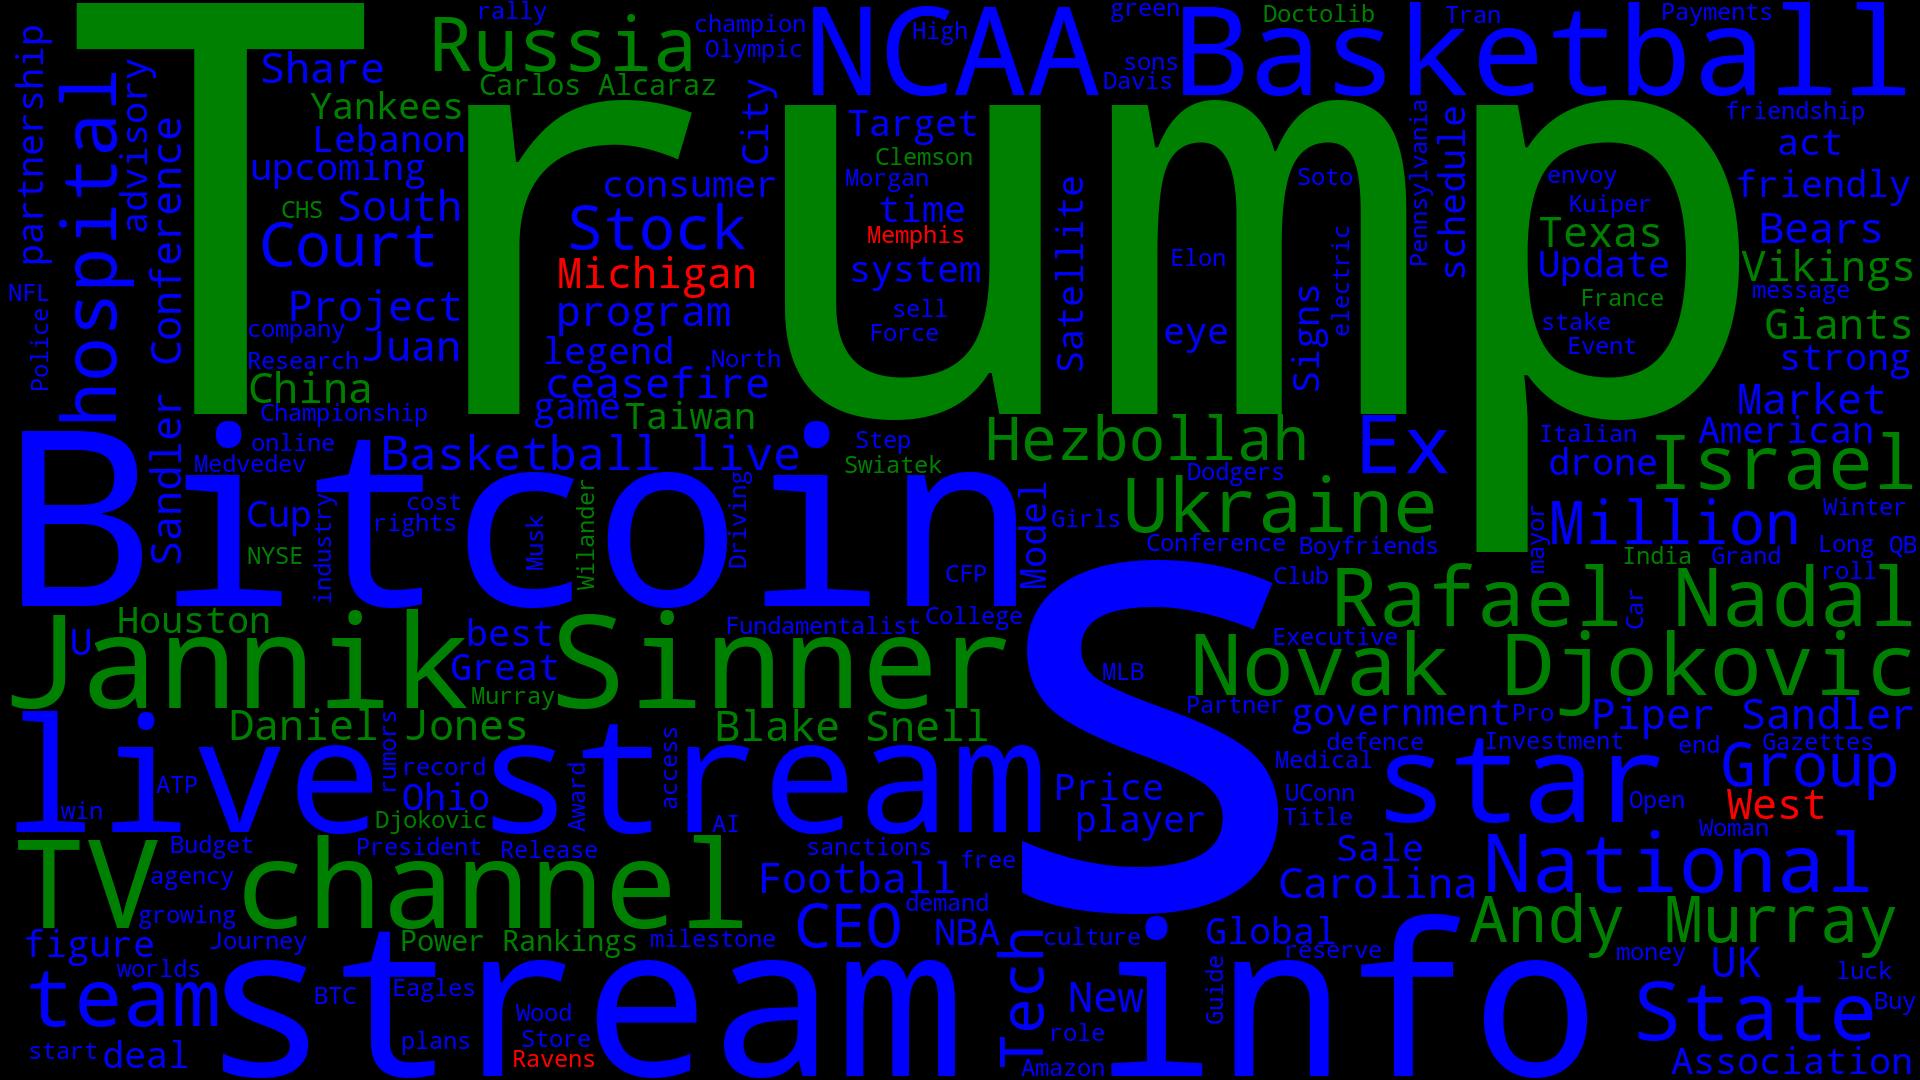 rally
champion
Olympic
High
green
Doctolib
Tran
Payments
Trump
Russia
NCAA Basketball
Share
Carlos Alcaraz
sons
Davis
partnership
hospital
advisory
Sandler Conference
Yankees
Lebanon
upcoming
City
Target
Clemson
Morgan
consumer
time
Memphis
system
sell
Force
CHS
South
Court
Stock
Michigan
program
Project
company
Research
Juan
legend
North
ceasefire
game
Taiwan
China
Championship
NFL
Police
Satellite
Elon
eye
Signs
electric
Soto
Pennsylvania
schedule
envoy
Kuiper
Texas
Update
France
stake
Event
friendship
act
friendly
Bears
Vikings
message
Giants
strong
Market
American
Italian
drone
Israel
Bitcoin
online
Medvedev
Basketball live
Step
Swiatek
Hezbollah
Ex
Dodgers
Ukraine
Girls
Conference
Boyfriends
Million
mayor
Winter
India
Grand
Long
QB
roll
Cup
NYSE
industry
cost
rights
Musk
Wilander
Driving
CFP
Model
Club
Rafael Nadal
Car
Jannik Sinner
Houston
U
best
Great
Murray
Fundamentalist
College
S
MLB
Executive
Novak Djokovic
Partner
government
Pro
Piper Sandler
Daniel Jones
Blake Snell
live stream
rumors
record
Ohio
Djokovic
ATP
win
Award
access
AI
Price
player
defence
Medical
Investment
end
Gazettes
UConn
Title
star
Open
Group
West
Woman
TV channel
Budget
agency
growing
President
Release
sanctions
free
Football
demand
CEO
NBA
Sale
Carolina
National
Andy Murray
figure
Journey
Power Rankings
milestone
culture
Global
reserve
money
UK
luck
worlds
team
stream info
BTC
Eagles
plans
Wood
Store
Ravens
Tech
New
role
Amazon
Guide
State
Buy
start
deal
Association